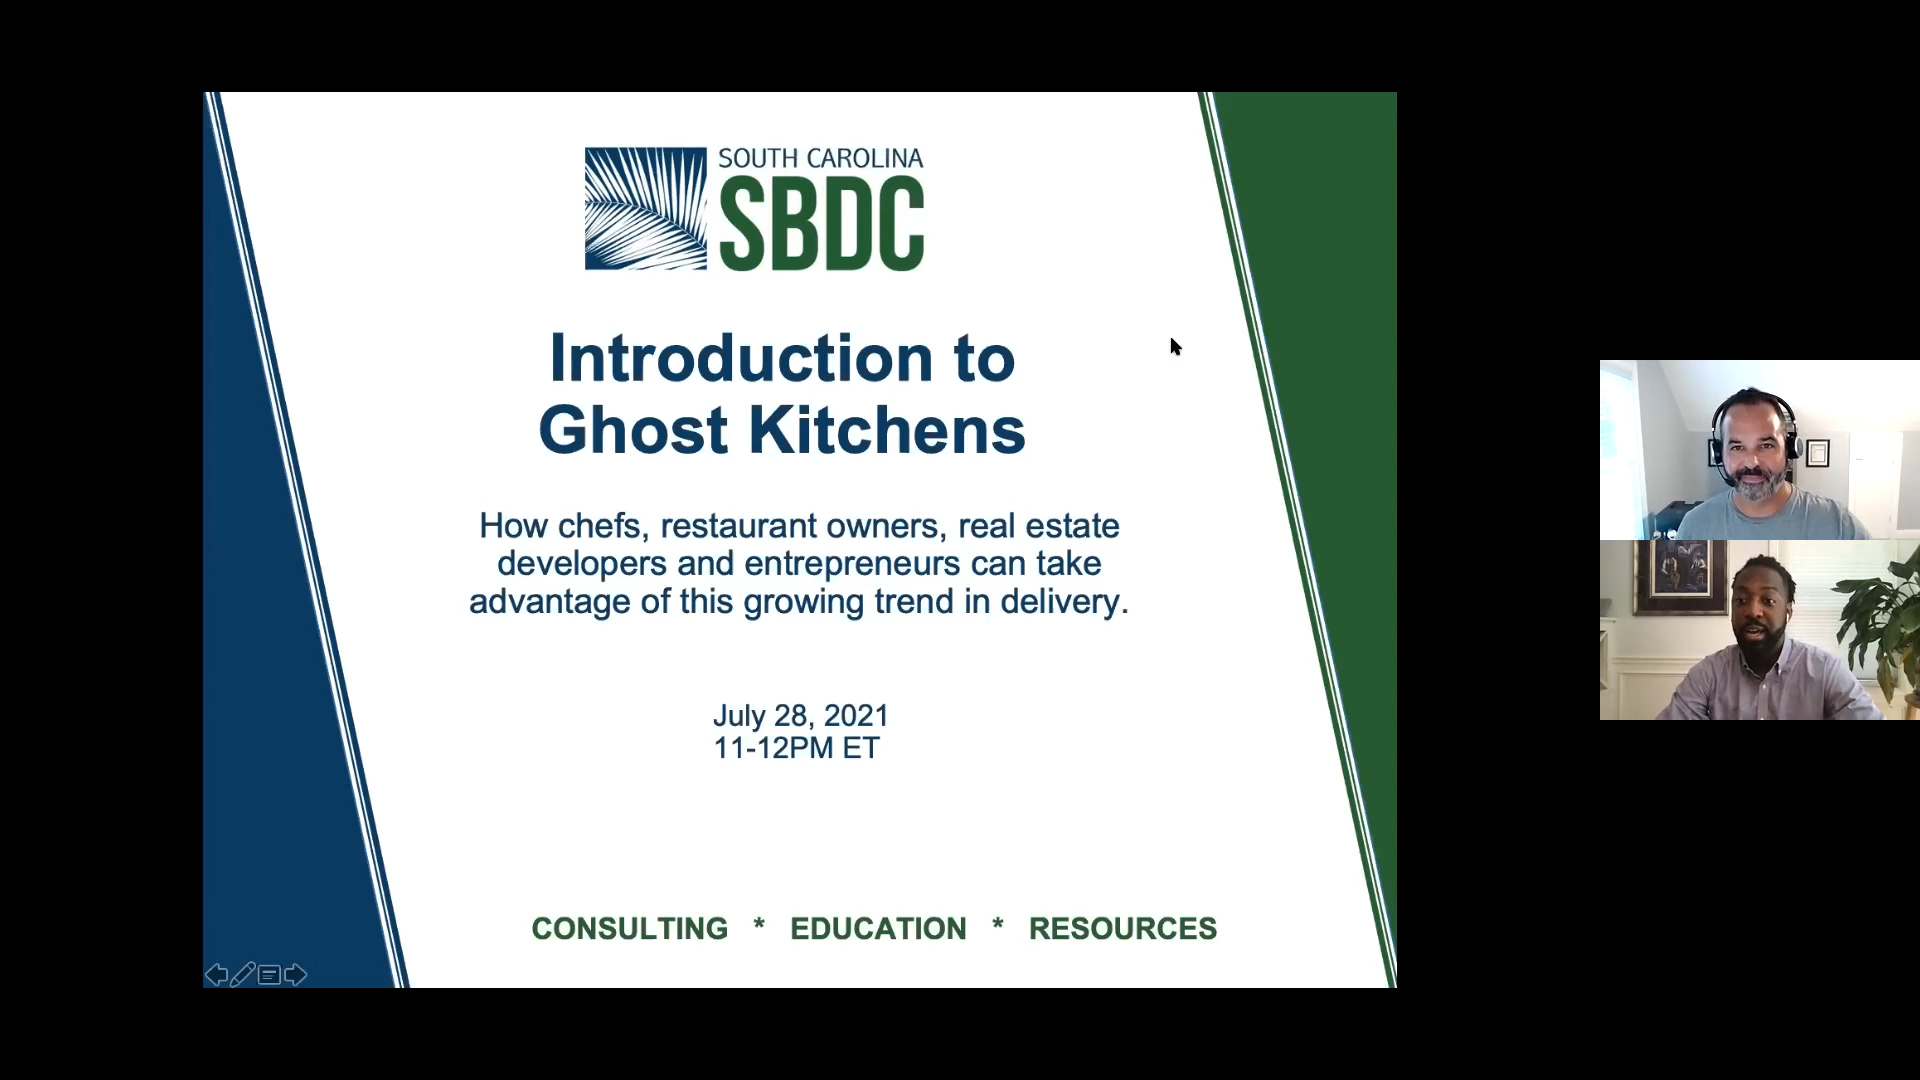 SOUTH CAROLINA
SBDC
Introduction to
Ghost Kitchens
How chefs, restaurant owners, real estate
developers and entrepreneurs can take
advantage of this growing trend in delivery.
July 28, 2021
11-12PM ET
CONSULTING * EDUCATION * RESOURCES